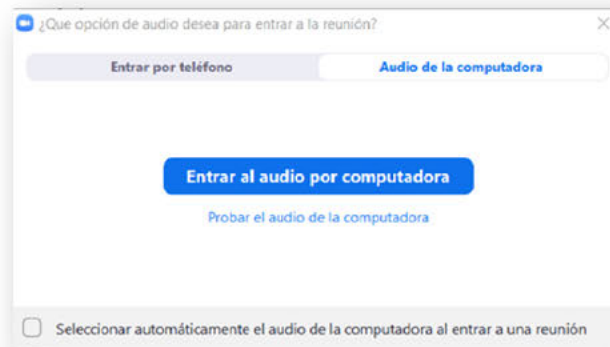 ¿Que opción de audio desea para entrar a la reunión?
Entrar por teléfono
Audio de la computadora
Entrar al audio por computadora
Probar el audio de la computadora
Seleccionar automáticamente el audio de la computadora al entrar a una reunión